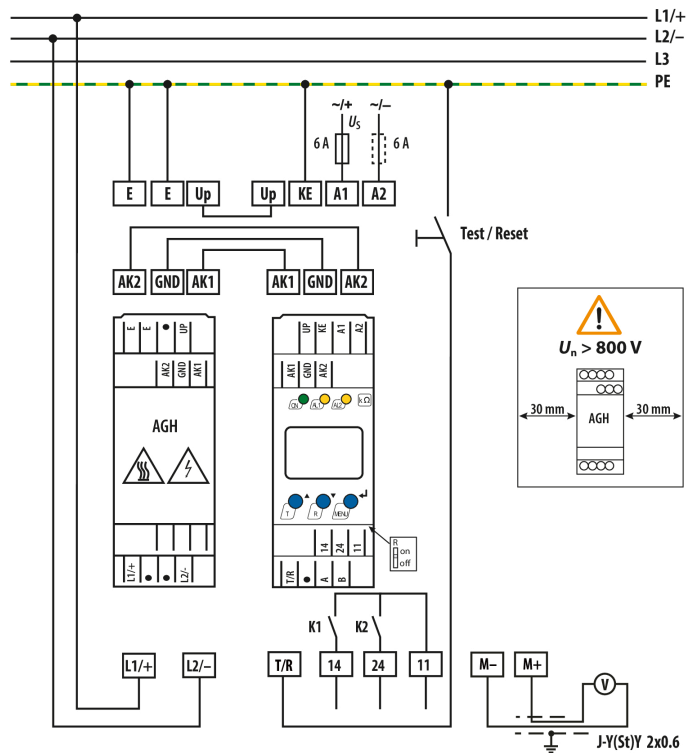 L1/+
L2/−
L3
PE
~/+ ~/−
US
6 A 6 A
E E Up Up KE A1 A2
Test / Reset
AK2 GND AK1 AK1 GND AK2
E E UP UP KE A1 A2
AK2 GND AK1 AK1 GND AK2
ON AL1 AL2 kΩ
AGH
T R MENU
R
on
off
14 24 11
L1/+ L2/- T/R A B
K1 K2
L1/+ L2/− T/R 14 24 11 M− M+
V
J-Y(St)Y 2x0.6
Un > 800 V
30 mm AGH 30 mm